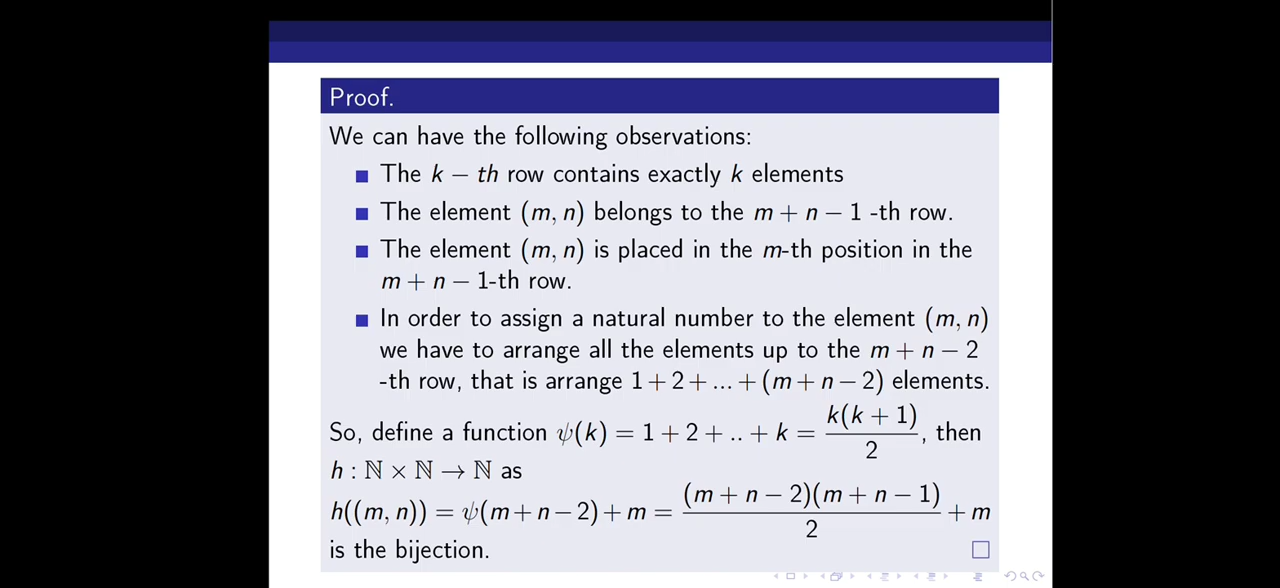 Proof.
We can have the following observations:
The k − th row contains exactly k elements
The element (m, n) belongs to the m + n − 1 -th row.
The element (m, n) is placed in the m-th position in the
m + n − 1-th row.
In order to assign a natural number to the element (m, n)
we have to arrange all the elements up to the m + n − 2
-th row, that is arrange 1 + 2 + ... + (m + n − 2) elements.
So, define a function ψ(k) = 1 + 2 + .. + k = k(k + 1)/2, then
h : ℕ × ℕ → ℕ as
h((m, n)) = ψ(m + n − 2) + m = (m + n − 2)(m + n − 1)/2 + m
is the bijection.